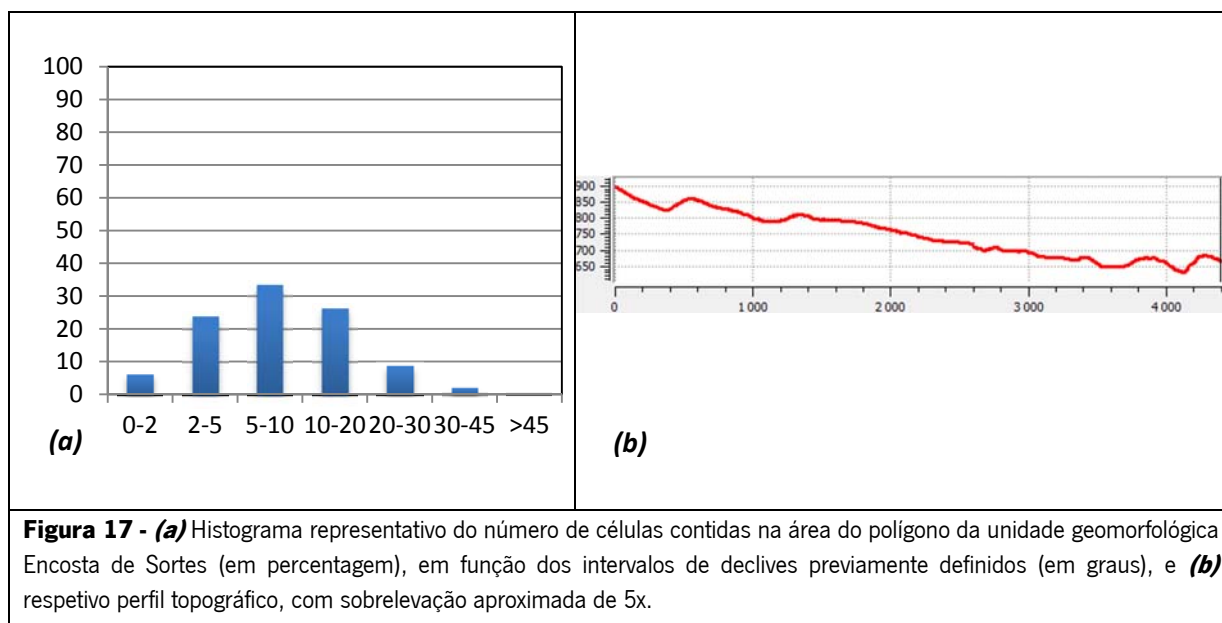 100
90
80
70
60
50
40
30
20
10
0
0-2 2-5 5-10 10-20 20-30 30-45 >45
(a)
900
850
800
750
700
650
0 1 000 2 000 3 000 4 000
(b)
Figura 17 - (a) Histograma representativo do número de células contidas na área do polígono da unidade geomorfológica
Encosta de Sortes (em percentagem), em função dos intervalos de declives previamente definidos (em graus), e (b)
respetivo perfil topográfico, com sobrelevação aproximada de 5x.